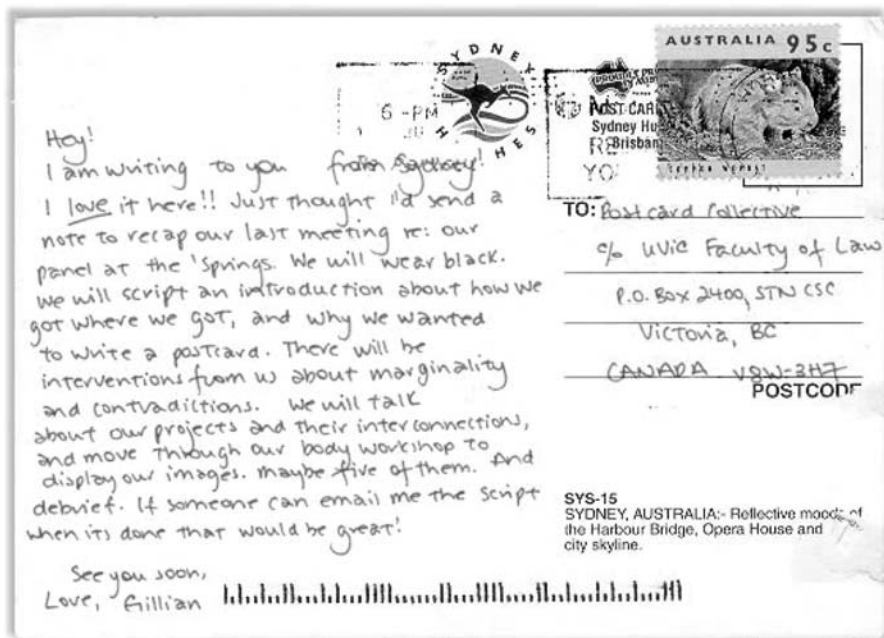 Hey!
I am writing to you from Sydney!
I love it here!! Just thought I'd send a
note to recap our last meeting re: our
panel at the 'Springs. We will wear black.
We will script an introduction about how we
got where we got, and why we wanted
to write a postcard. There will be
interventions from us about marginality
and contradictions. We will talk
about our projects and their interconnections,
and move through our body workshop to
display our images. maybe five of them. And
debrief. If someone can email me the script
when its done that would be great!
See you soon,
Love, Gillian
SYDNEY
6-PM
AUSTRALIA 95c
POST CARD
Sydney
Brisban
TO: Postcard Collective
c/o UVic Faculty of Law
P.O. Box 2400, STN CSC
Victoria, BC
CANADA V8W-3H7
POSTCODE
SYS-15
SYDNEY, AUSTRALIA:- Reflective moods of
the Harbour Bridge, Opera House and
city skyline.